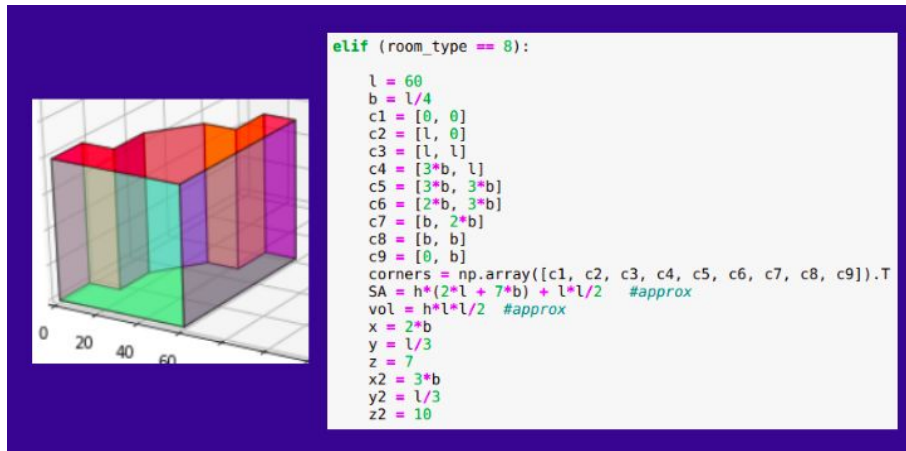 elif (room_type == 8):
l = 60
b = l/4
c1 = [0, 0]
c2 = [l, 0]
c3 = [l, l]
c4 = [3*b, l]
c5 = [3*b, 3*b]
c6 = [2*b, 3*b]
c7 = [b, 2*b]
c8 = [b, b]
c9 = [0, b]
corners = np.array([c1, c2, c3, c4, c5, c6, c7, c8, c9]).T
SA = h*(2*l + 7*b) + l*l/2   #approx
vol = h*l*l/2  #approx
x = 2*b
y = l/3
z = 7
x2 = 3*b
y2 = l/3
z2 = 10
0
20
40
60